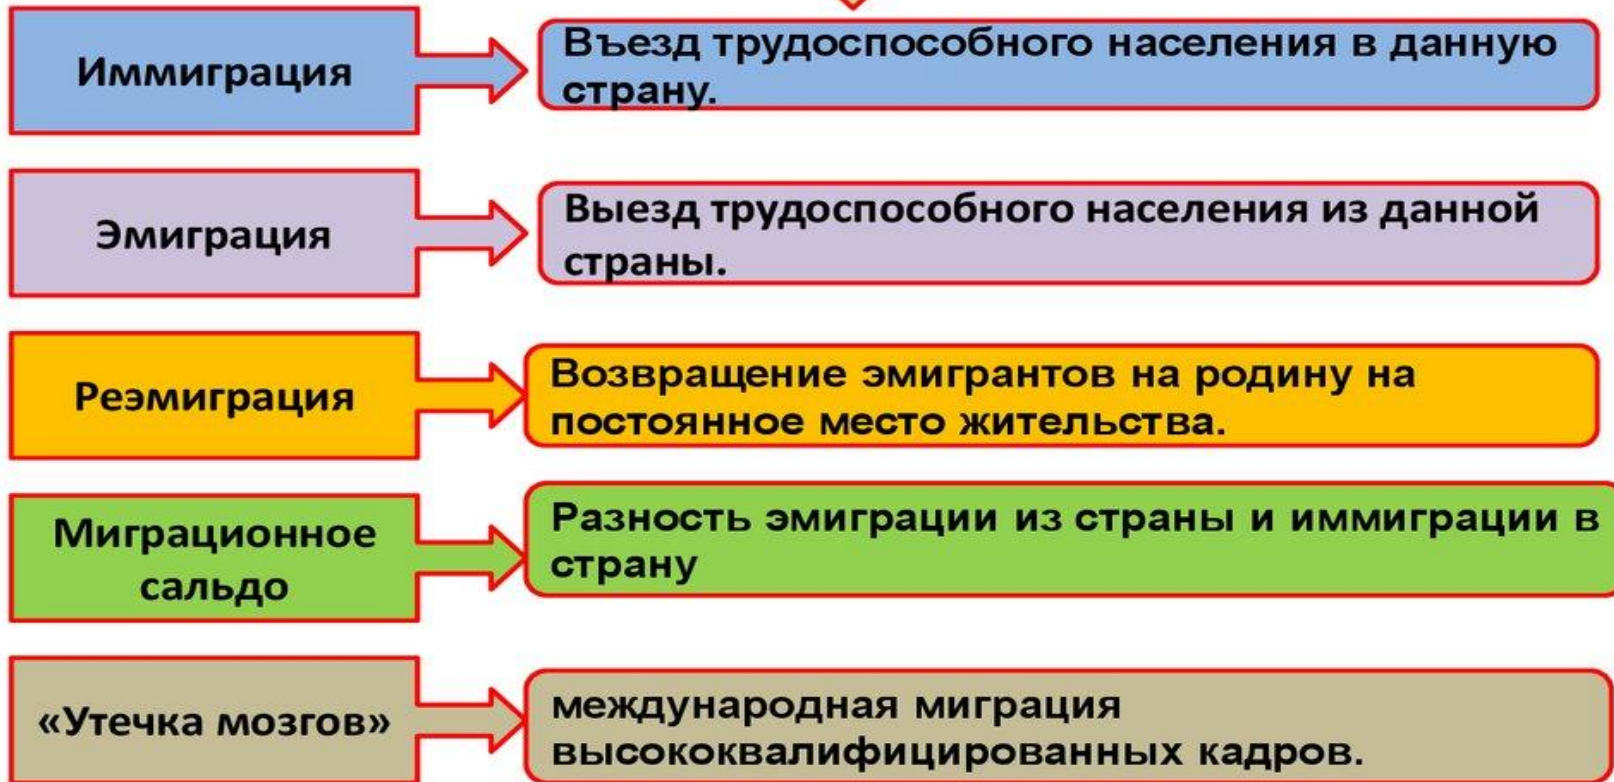 Иммиграция
Въезд трудоспособного населения в данную
страну.
Эмиграция
Выезд трудоспособного населения из данной
страны.
Реэмиграция
Возвращение эмигрантов на родину на
постоянное место жительства.
Миграционное
сальдо
Разность эмиграции из страны и иммиграции в
страну
«Утечка мозгов»
международная миграция
высококвалифицированных кадров.